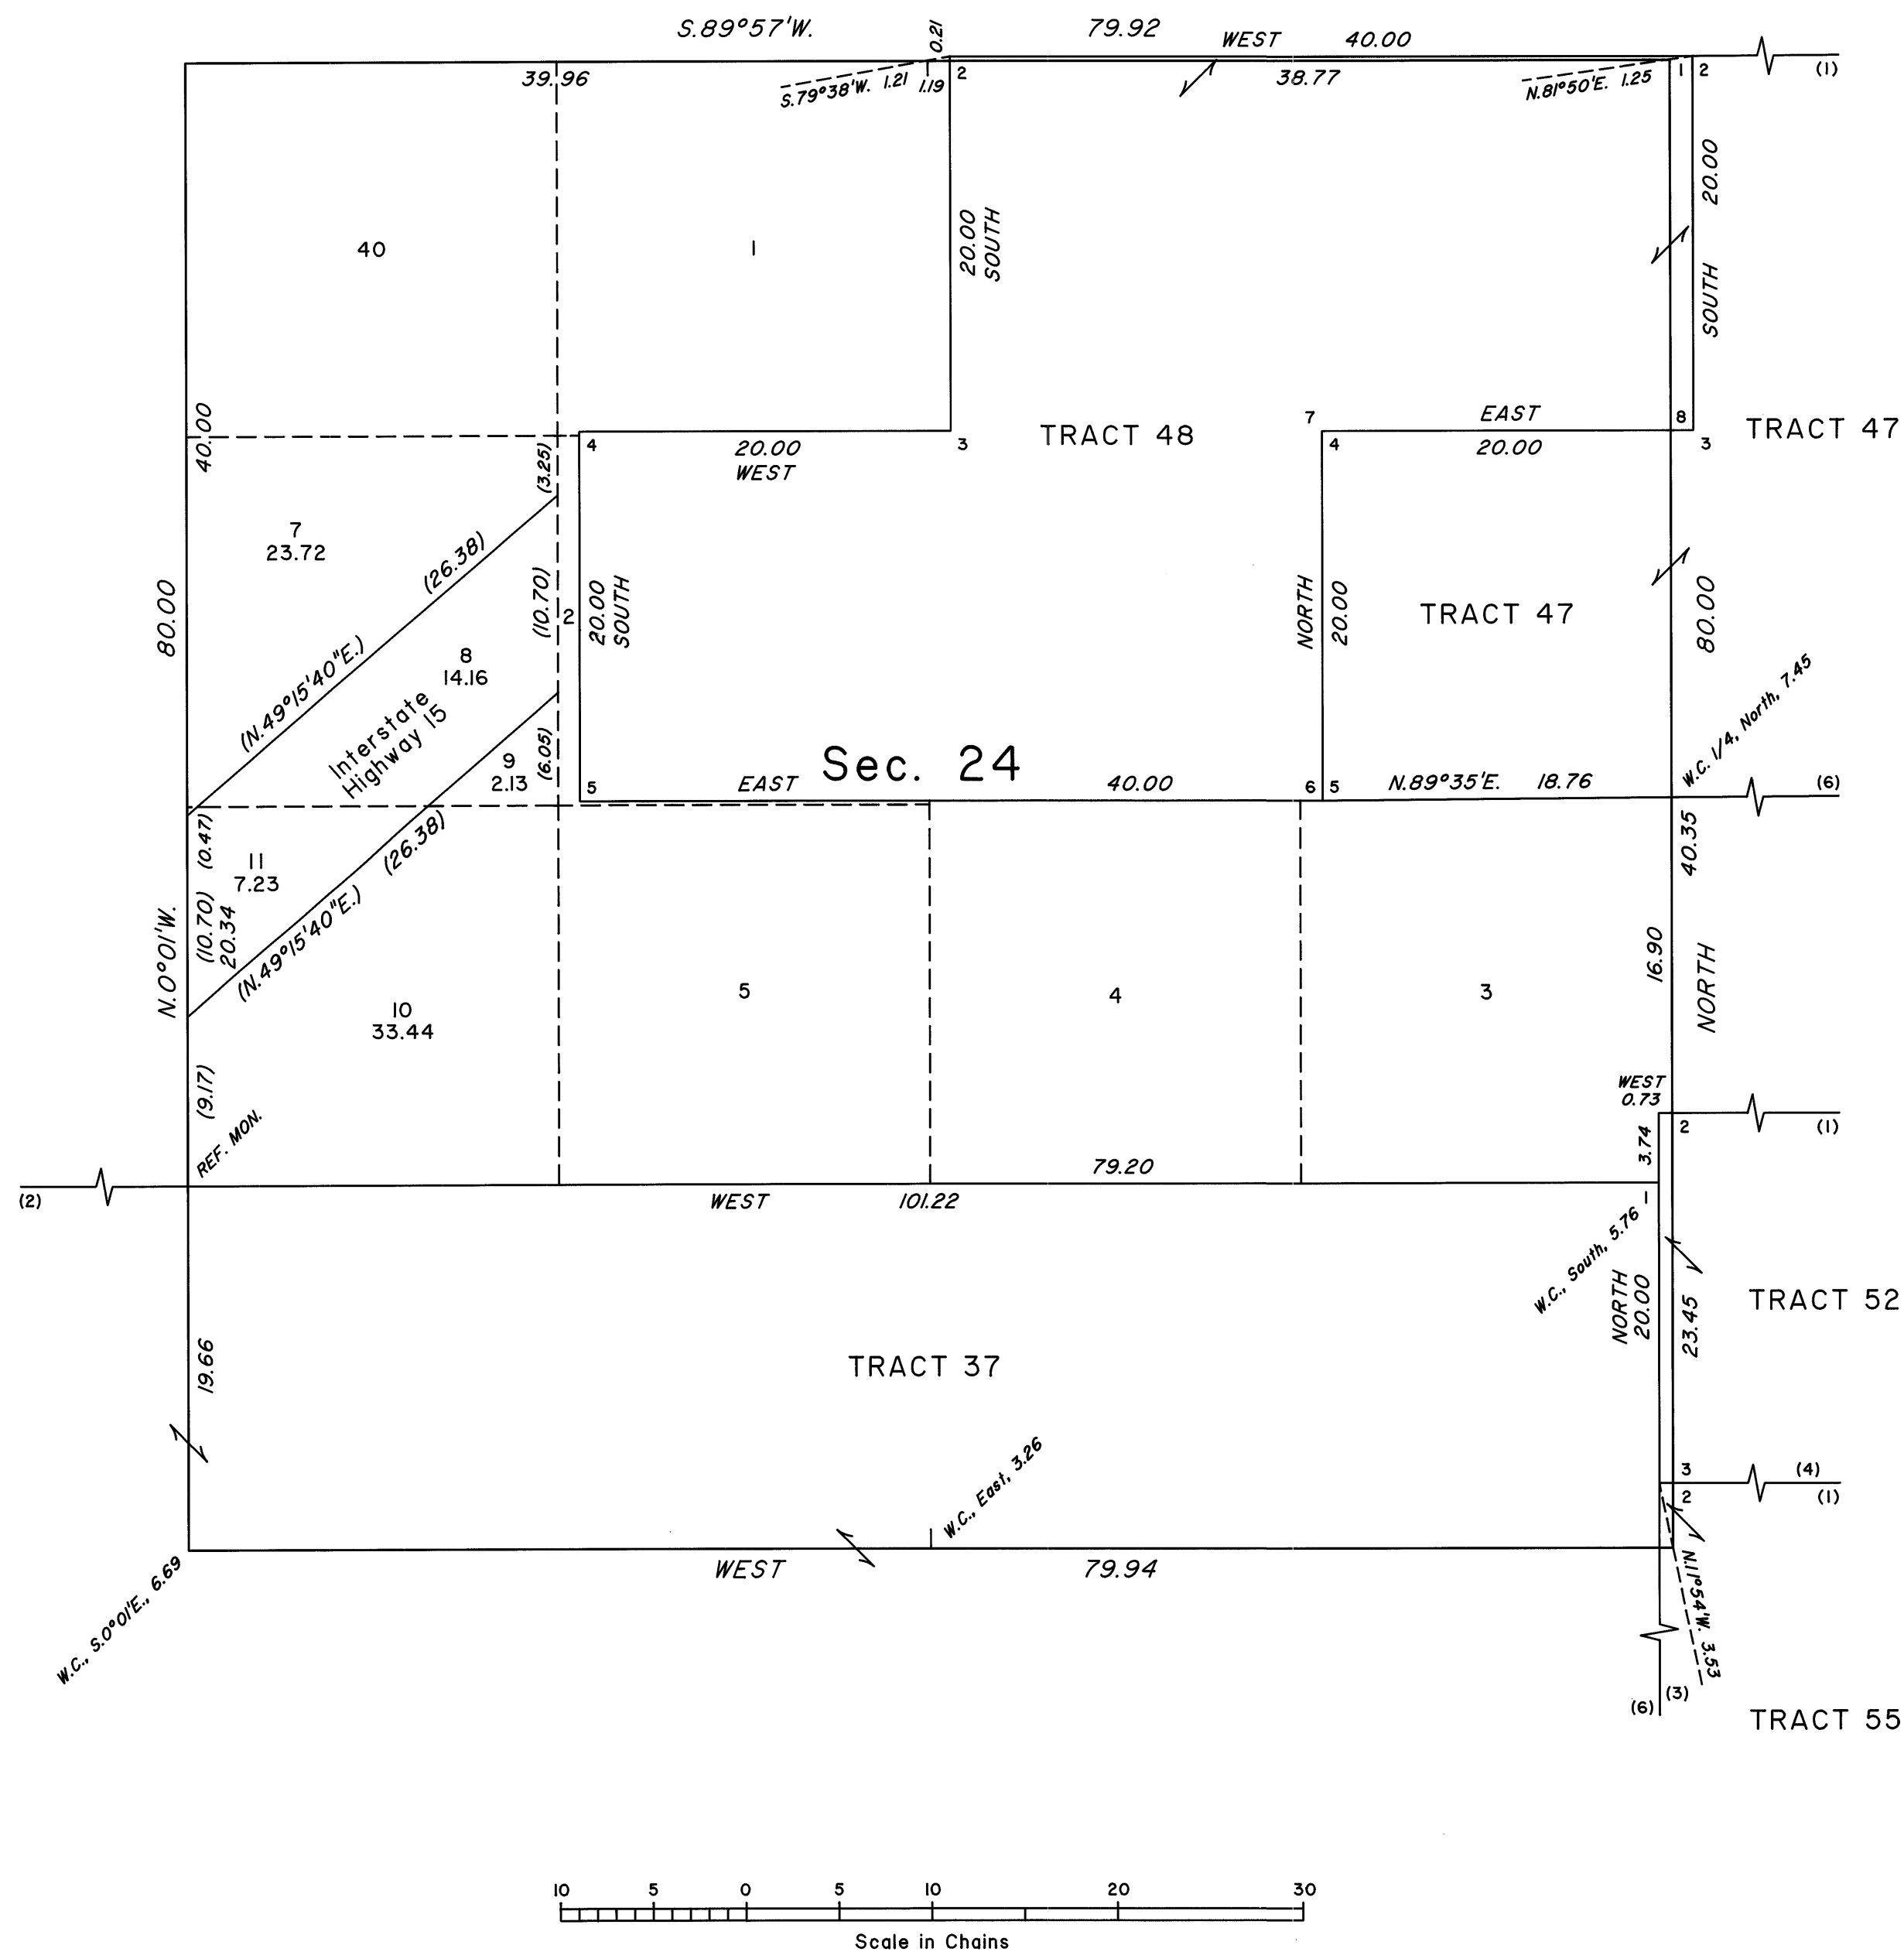 S.89°57'W.
0.21
79.92
WEST 40.00
39.96
S.79°38'W. 1.21
1.19
2
38.77
N.81°50'E. 1.25
1
2
(1)
40
1
20.00
SOUTH
20.00
SOUTH
40.00
(3.25)
4
20.00
WEST
3
TRACT 48
7
4
EAST
20.00
8
3
TRACT 47
7
23.72
(26.38)
(N.49°15'40"E.)
80.00
(10.70)
2
20.00
SOUTH
NORTH
20.00
TRACT 47
80.00
8
14.16
Interstate
Highway 15
9
2.13
(6.05)
Sec. 24
W.C. 1/4, North, 7.45
5
EAST
40.00
6
5
N.89°35'E. 18.76
(6)
(0.47)
11
7.23
(26.38)
(N.49°15'40"E.)
40.35
N.0°01'W.
(10.70)
20.34
10
33.44
5
4
3
16.90
NORTH
(9.17)
REF. MON.
WEST
0.73
3.74
2
(1)
(2)
79.20
WEST 101.22
W.C., South, 5.76
NORTH
20.00
23.45
TRACT 52
19.66
TRACT 37
W.C., East, 3.26
3
(4)
2
(1)
WEST 79.94
W.C., S.0°01'E., 6.69
N.11°54'W. 3.53
(6)
(3)
TRACT 55
10 5 0 5 10 20 30
Scale in Chains